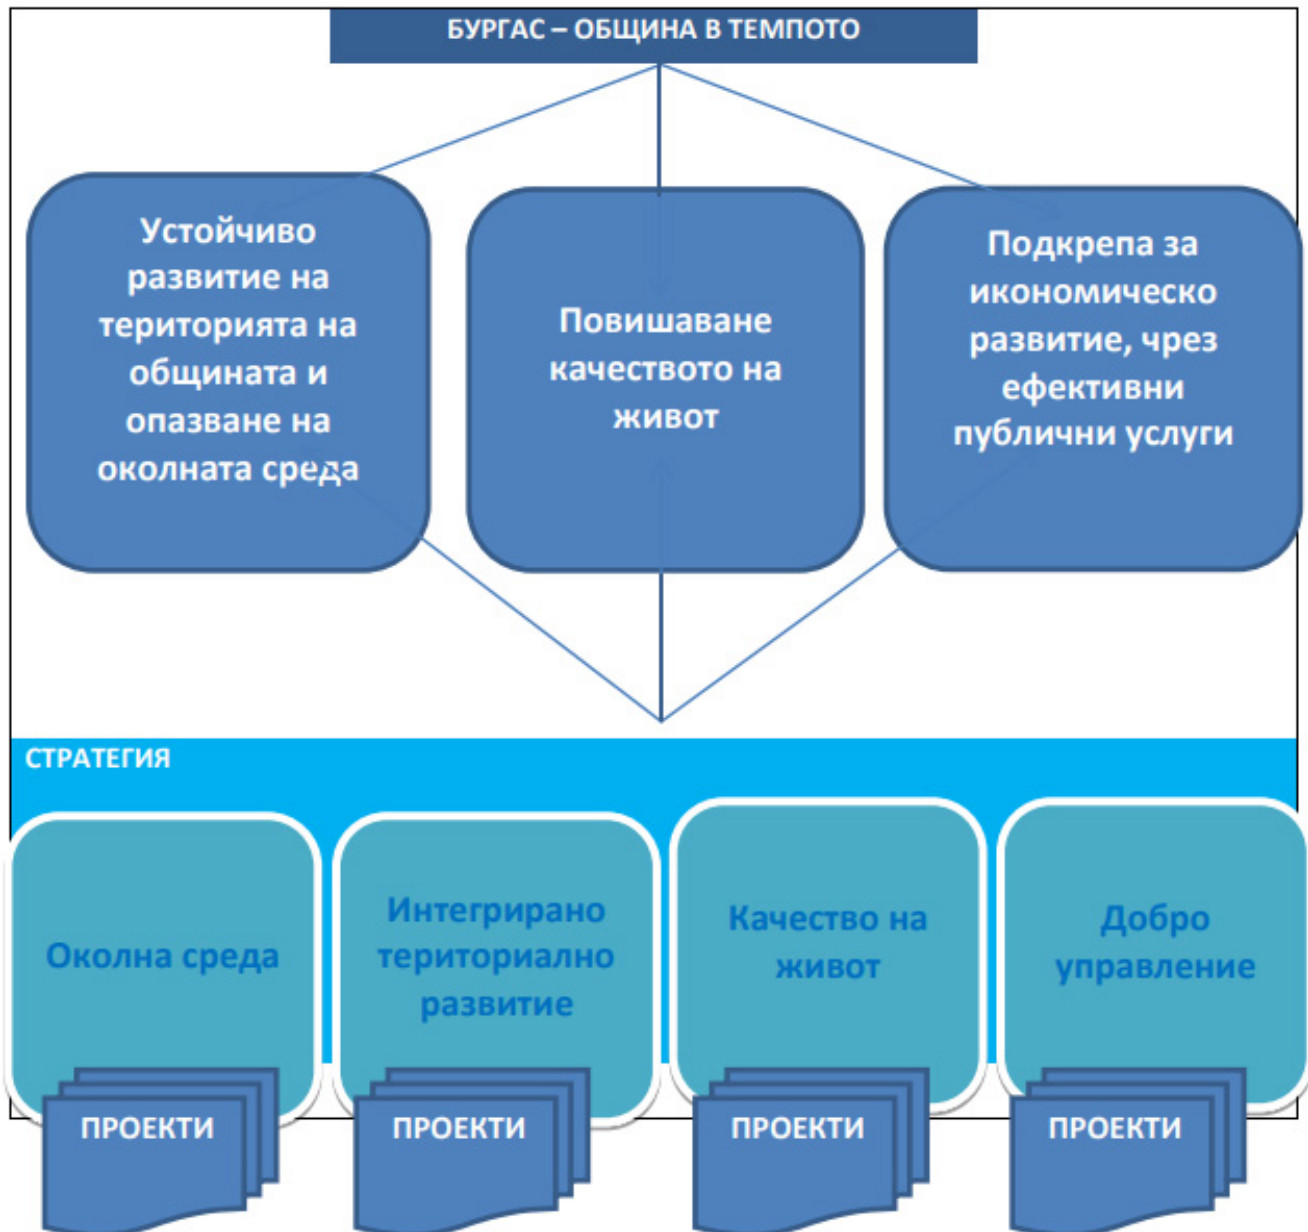 БУРГАС – ОБЩИНА В ТЕМПОТО
Устойчиво
развитие на
територията на
общината и
опазване на
околната среда
Повишаване
качеството на
живот
Подкрепа за
икономическо
развитие, чрез
ефективни
публични услуги
СТРАТЕГИЯ
Околна среда
Интегрирано
териториално
развитие
Качество на
живот
Добро
управление
ПРОЕКТИ
ПРОЕКТИ
ПРОЕКТИ
ПРОЕКТИ